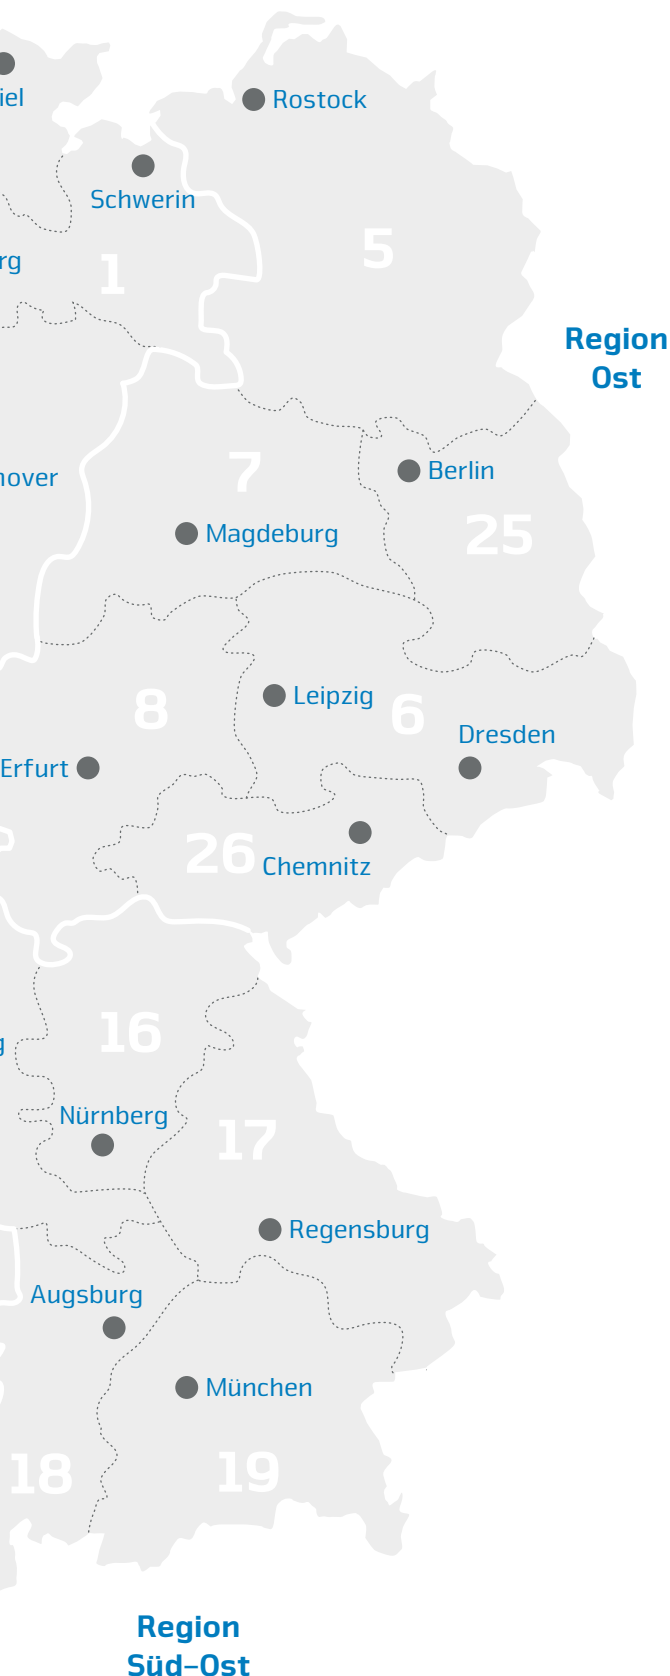 Rostock
iel
Schwerin
5
rg
1
Region
Ost
7
Berlin
nover
Magdeburg
25
8
Leipzig
6
Dresden
Erfurt
26
Chemnitz
16
g
Nürnberg
17
Regensburg
Augsburg
München
18
19
Region
Süd–Ost